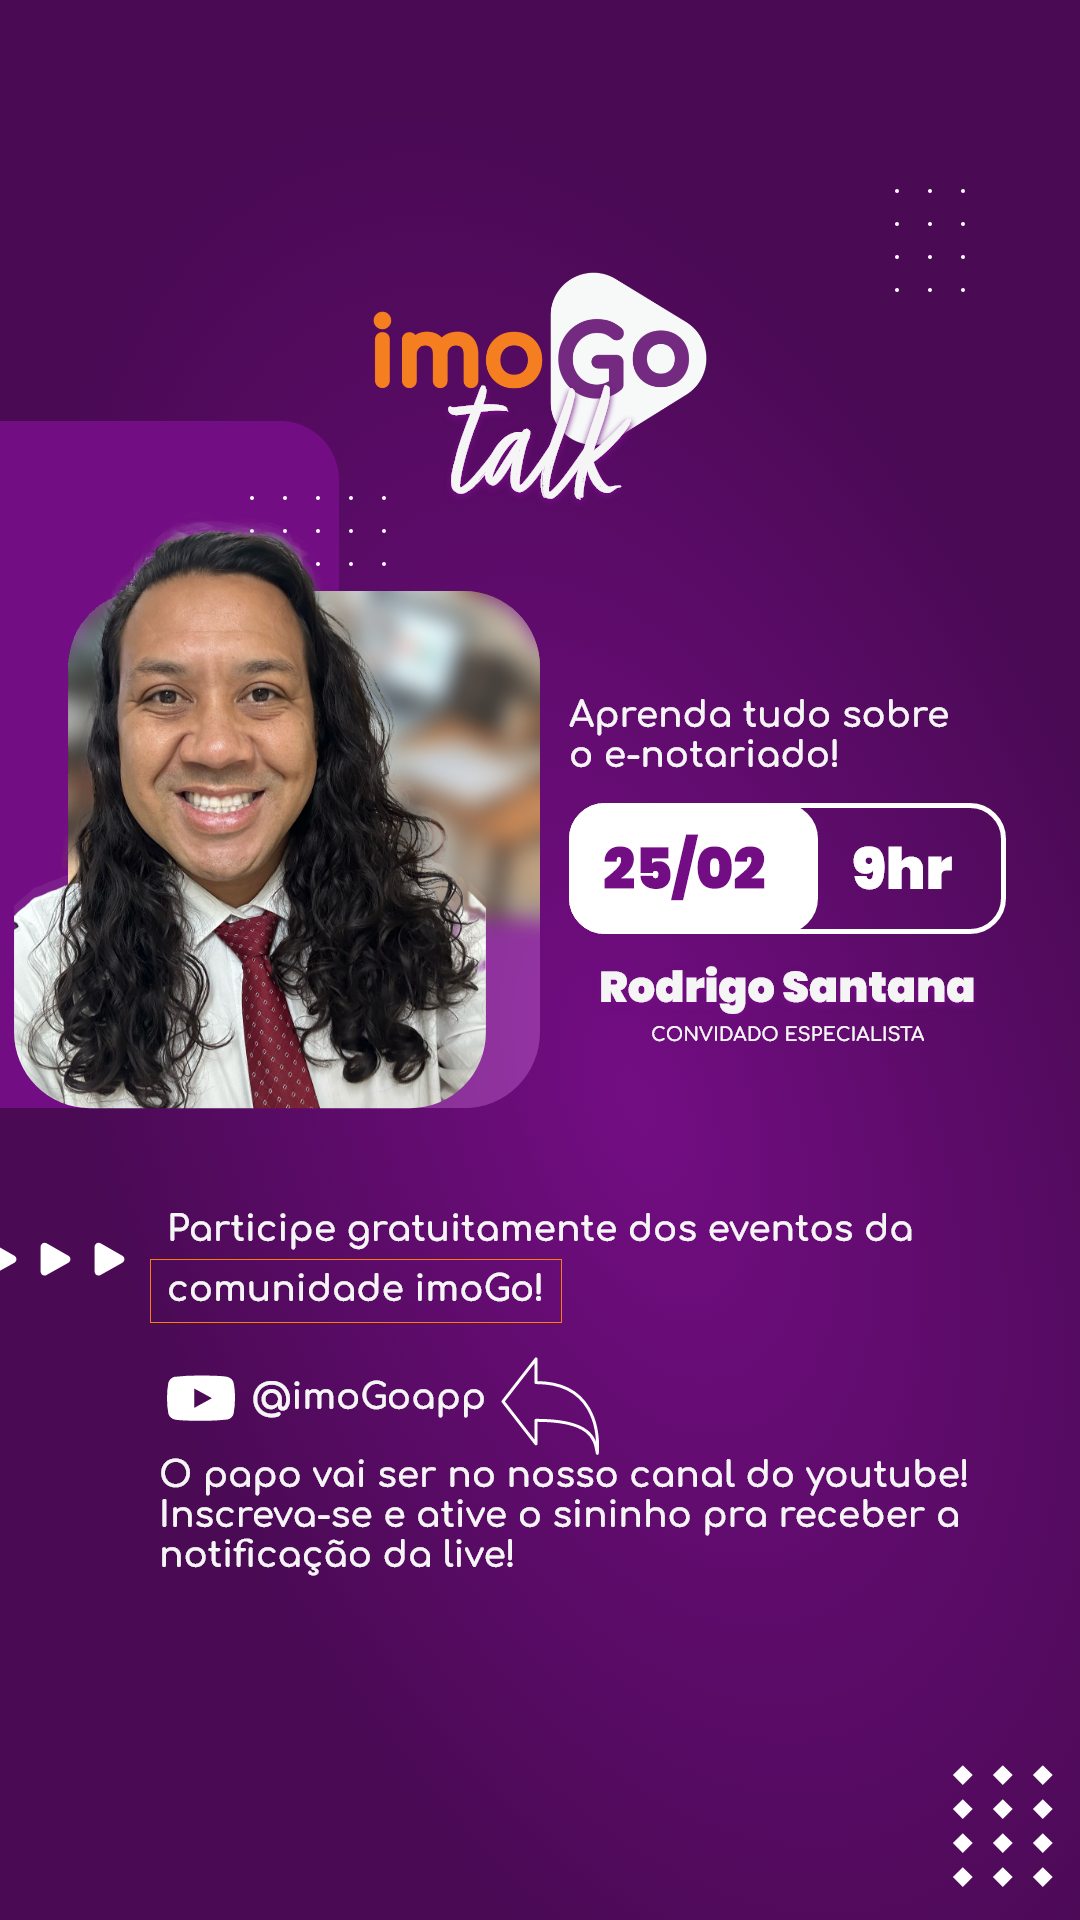 imoGo
talk
Aprenda tudo sobre
o e-notariado!
25/02 9hr
Rodrigo Santana
CONVIDADO ESPECIALISTA
Participe gratuitamente dos eventos da
comunidade imoGo!
@imoGoapp
O papo vai ser no nosso canal do youtube!
Inscreva-se e ative o sininho pra receber a
notificação da live!